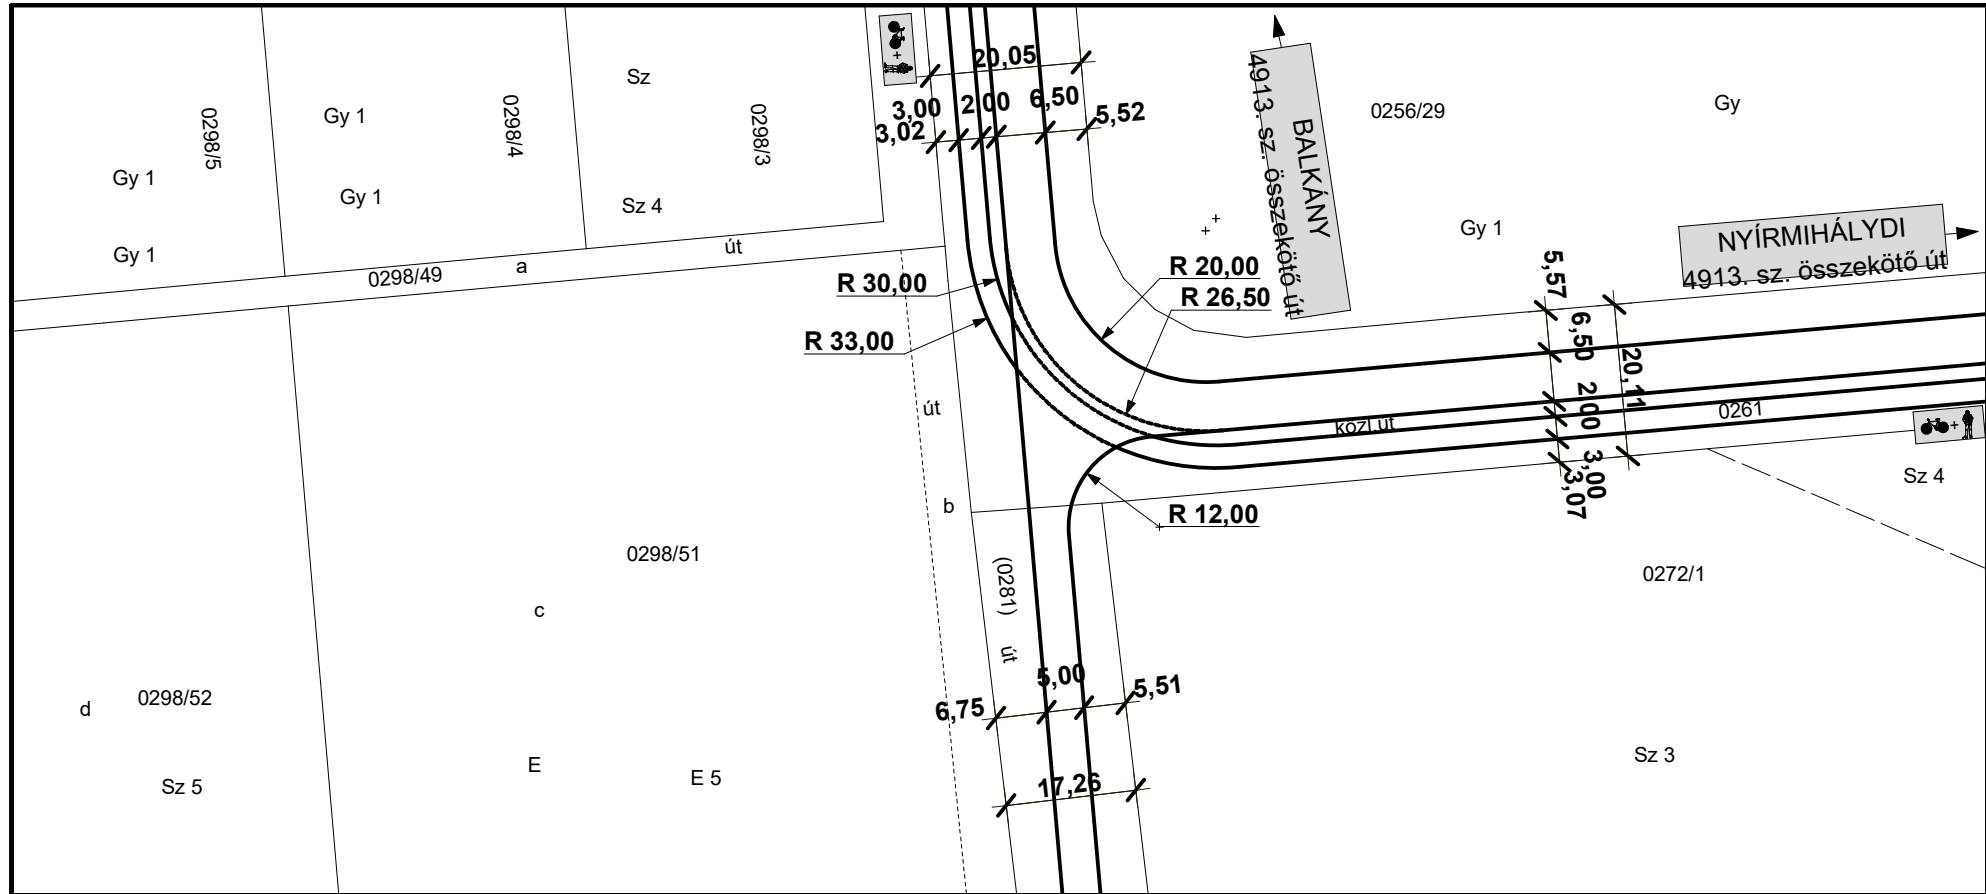 20,05
3,00
2,00
6,50
5,52
3,02
Sz
Gy 1
0298/5
0298/4
0298/3
Gy 1
Gy 1
Sz 4
Gy 1
út
0298/49
a
BALKÁNY
4913. sz. összekötő út
0256/29
Gy
Gy 1
NYÍRMIHÁLYDI
4913. sz. összekötő út
R 30,00
R 33,00
R 20,00
R 26,50
5,57
6,50
20,11
2,00
3,00
3,07
közl.út
0261
út
b
R 12,00
Sz 4
0298/51
c
(0281)
út
0272/1
5,00
5,51
6,75
17,26
0298/52
d
Sz 5
E
E 5
Sz 3
+
+
+
+